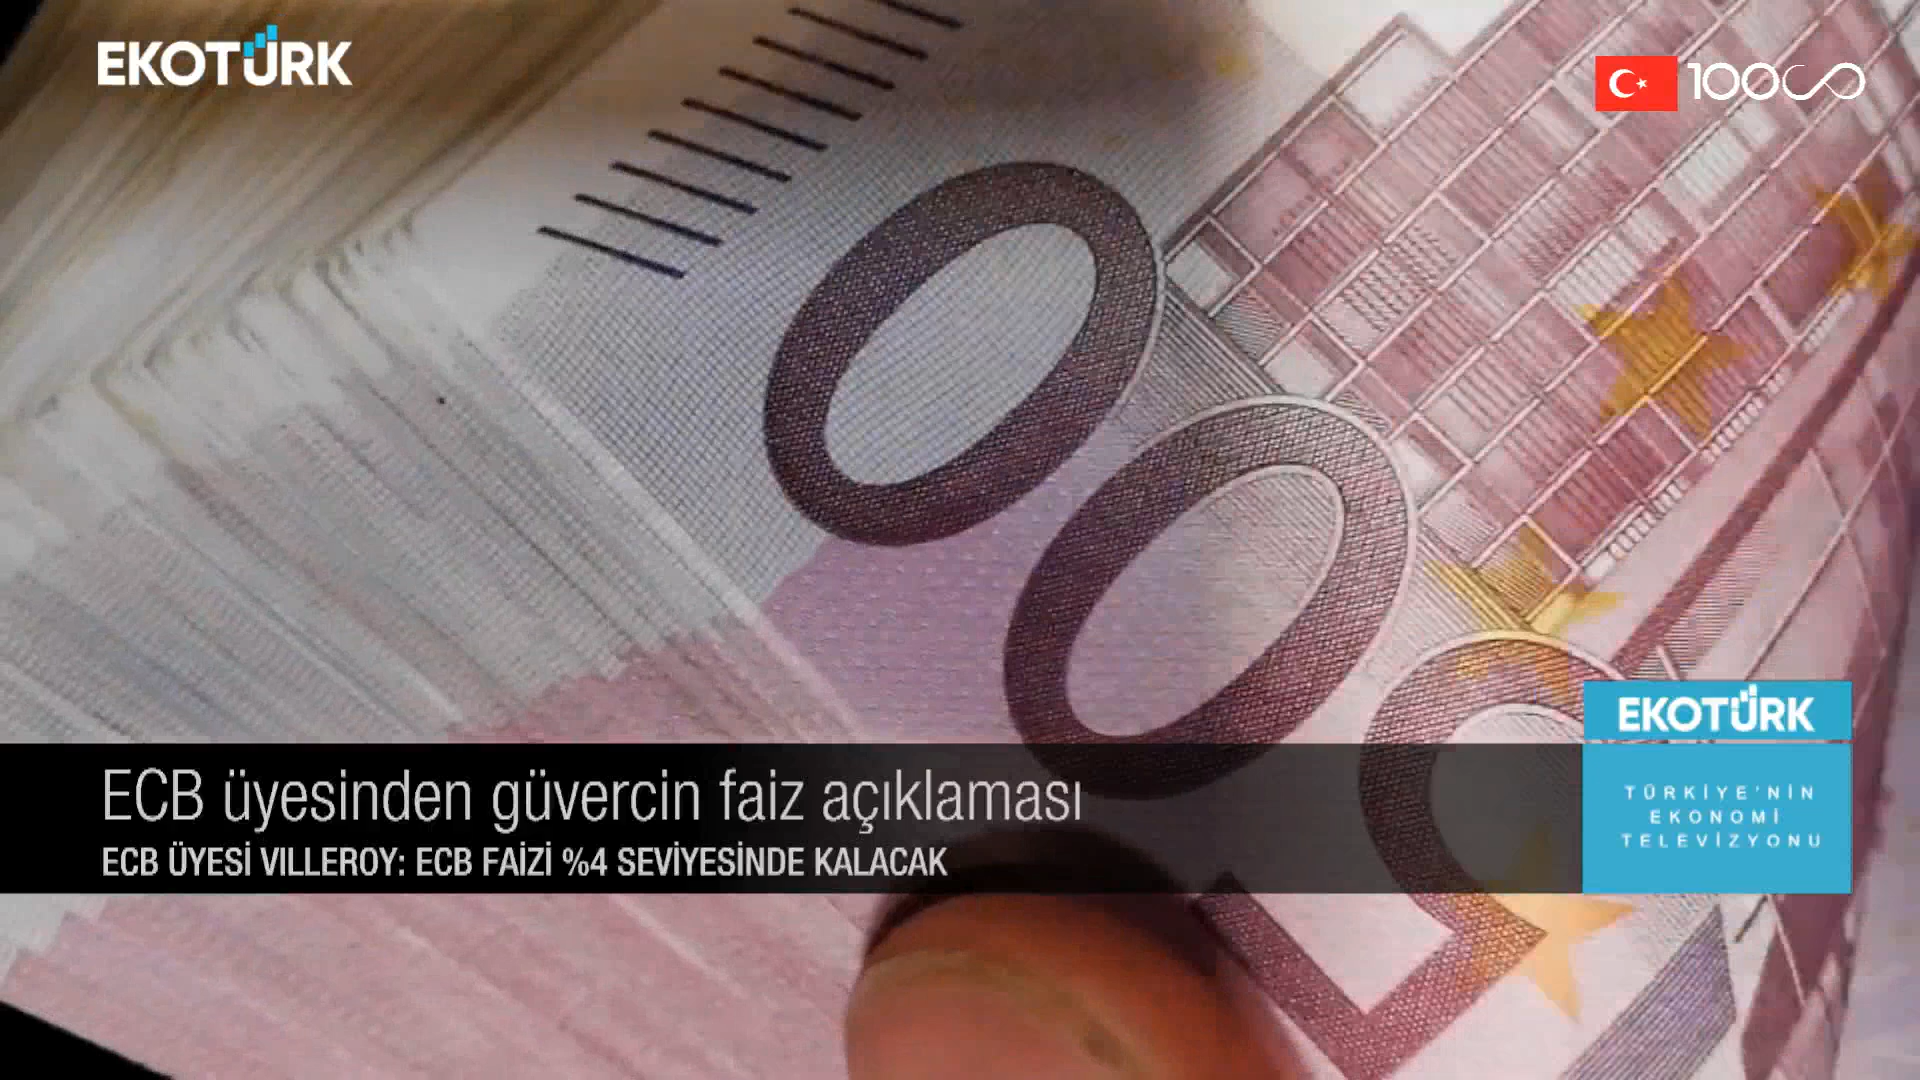 EKOTÜRK
100
500
EKOTÜRK
ECB üyesinden güvercin faiz açıklaması
ECB ÜYESİ VILLEROY: ECB FAİZİ %4 SEVİYESİNDE KALACAK
TÜRKİYE'NİN
EKONOMİ
TELEVİZYONU